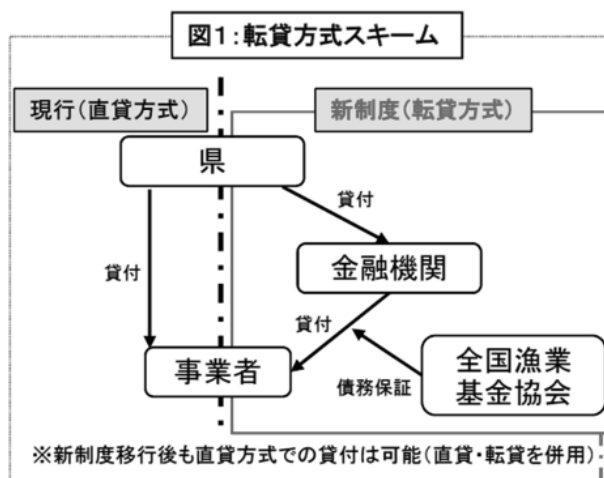 図1:転貸方式スキーム
現行(直貸方式)
新制度(転貸方式)
県
貸付
貸付
金融機関
貸付
事業者
債務保証
全国漁業
基金協会
※新制度移行後も直貸方式での貸付は可能(直貸・転貸を併用)